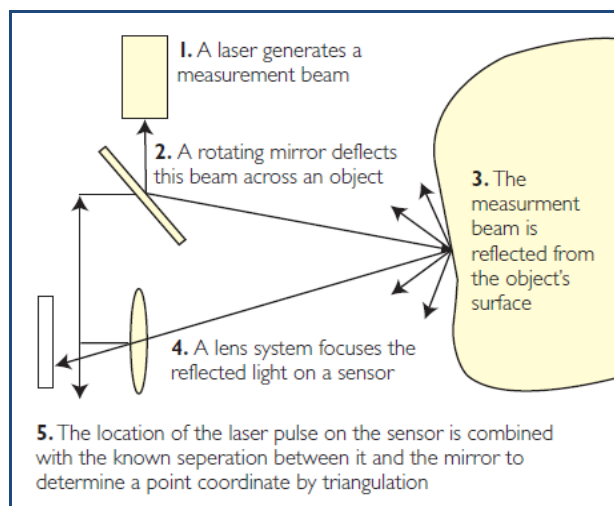 1. A laser generates a
measurement beam
2. A rotating mirror deflects
this beam across an object
3. The
measurment
beam is
reflected from
the object's
surface
4. A lens system focuses the
reflected light on a sensor
5. The location of the laser pulse on the sensor is combined
with the known seperation between it and the mirror to
determine a point coordinate by triangulation